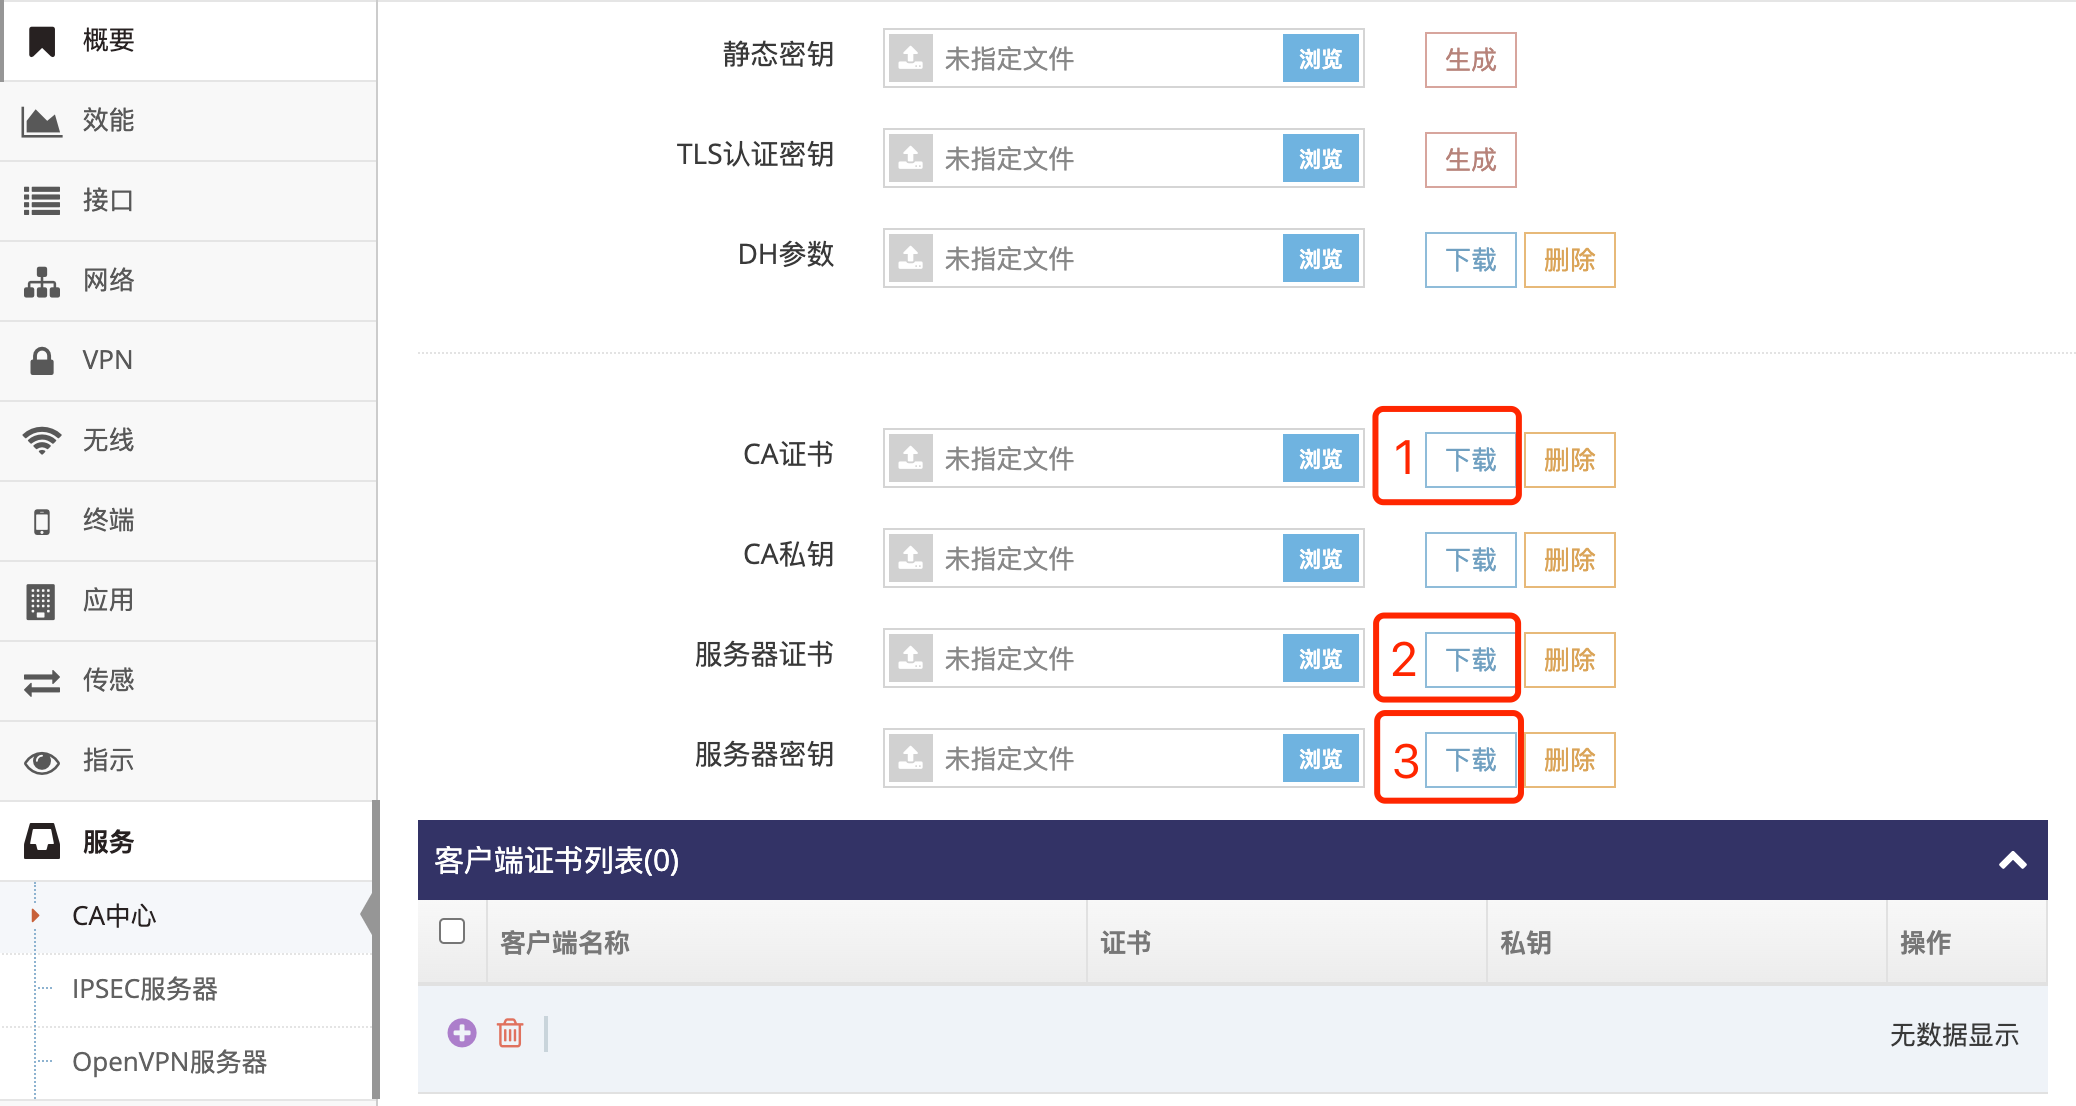 概要
效能
接口
网络
VPN
无线
终端
应用
传感
指示
服务
CA中心
IPSEC服务器
OpenVPN服务器
静态密钥 未指定文件 浏览 生成
TLS认证密钥 未指定文件 浏览 生成
DH参数 未指定文件 浏览 下载 删除
CA证书 未指定文件 浏览 1 下载 删除
CA私钥 未指定文件 浏览 下载 删除
服务器证书 未指定文件 浏览 2 下载 删除
服务器密钥 未指定文件 浏览 3 下载 删除
客户端证书列表(0)
客户端名称 证书 私钥 操作
无数据显示